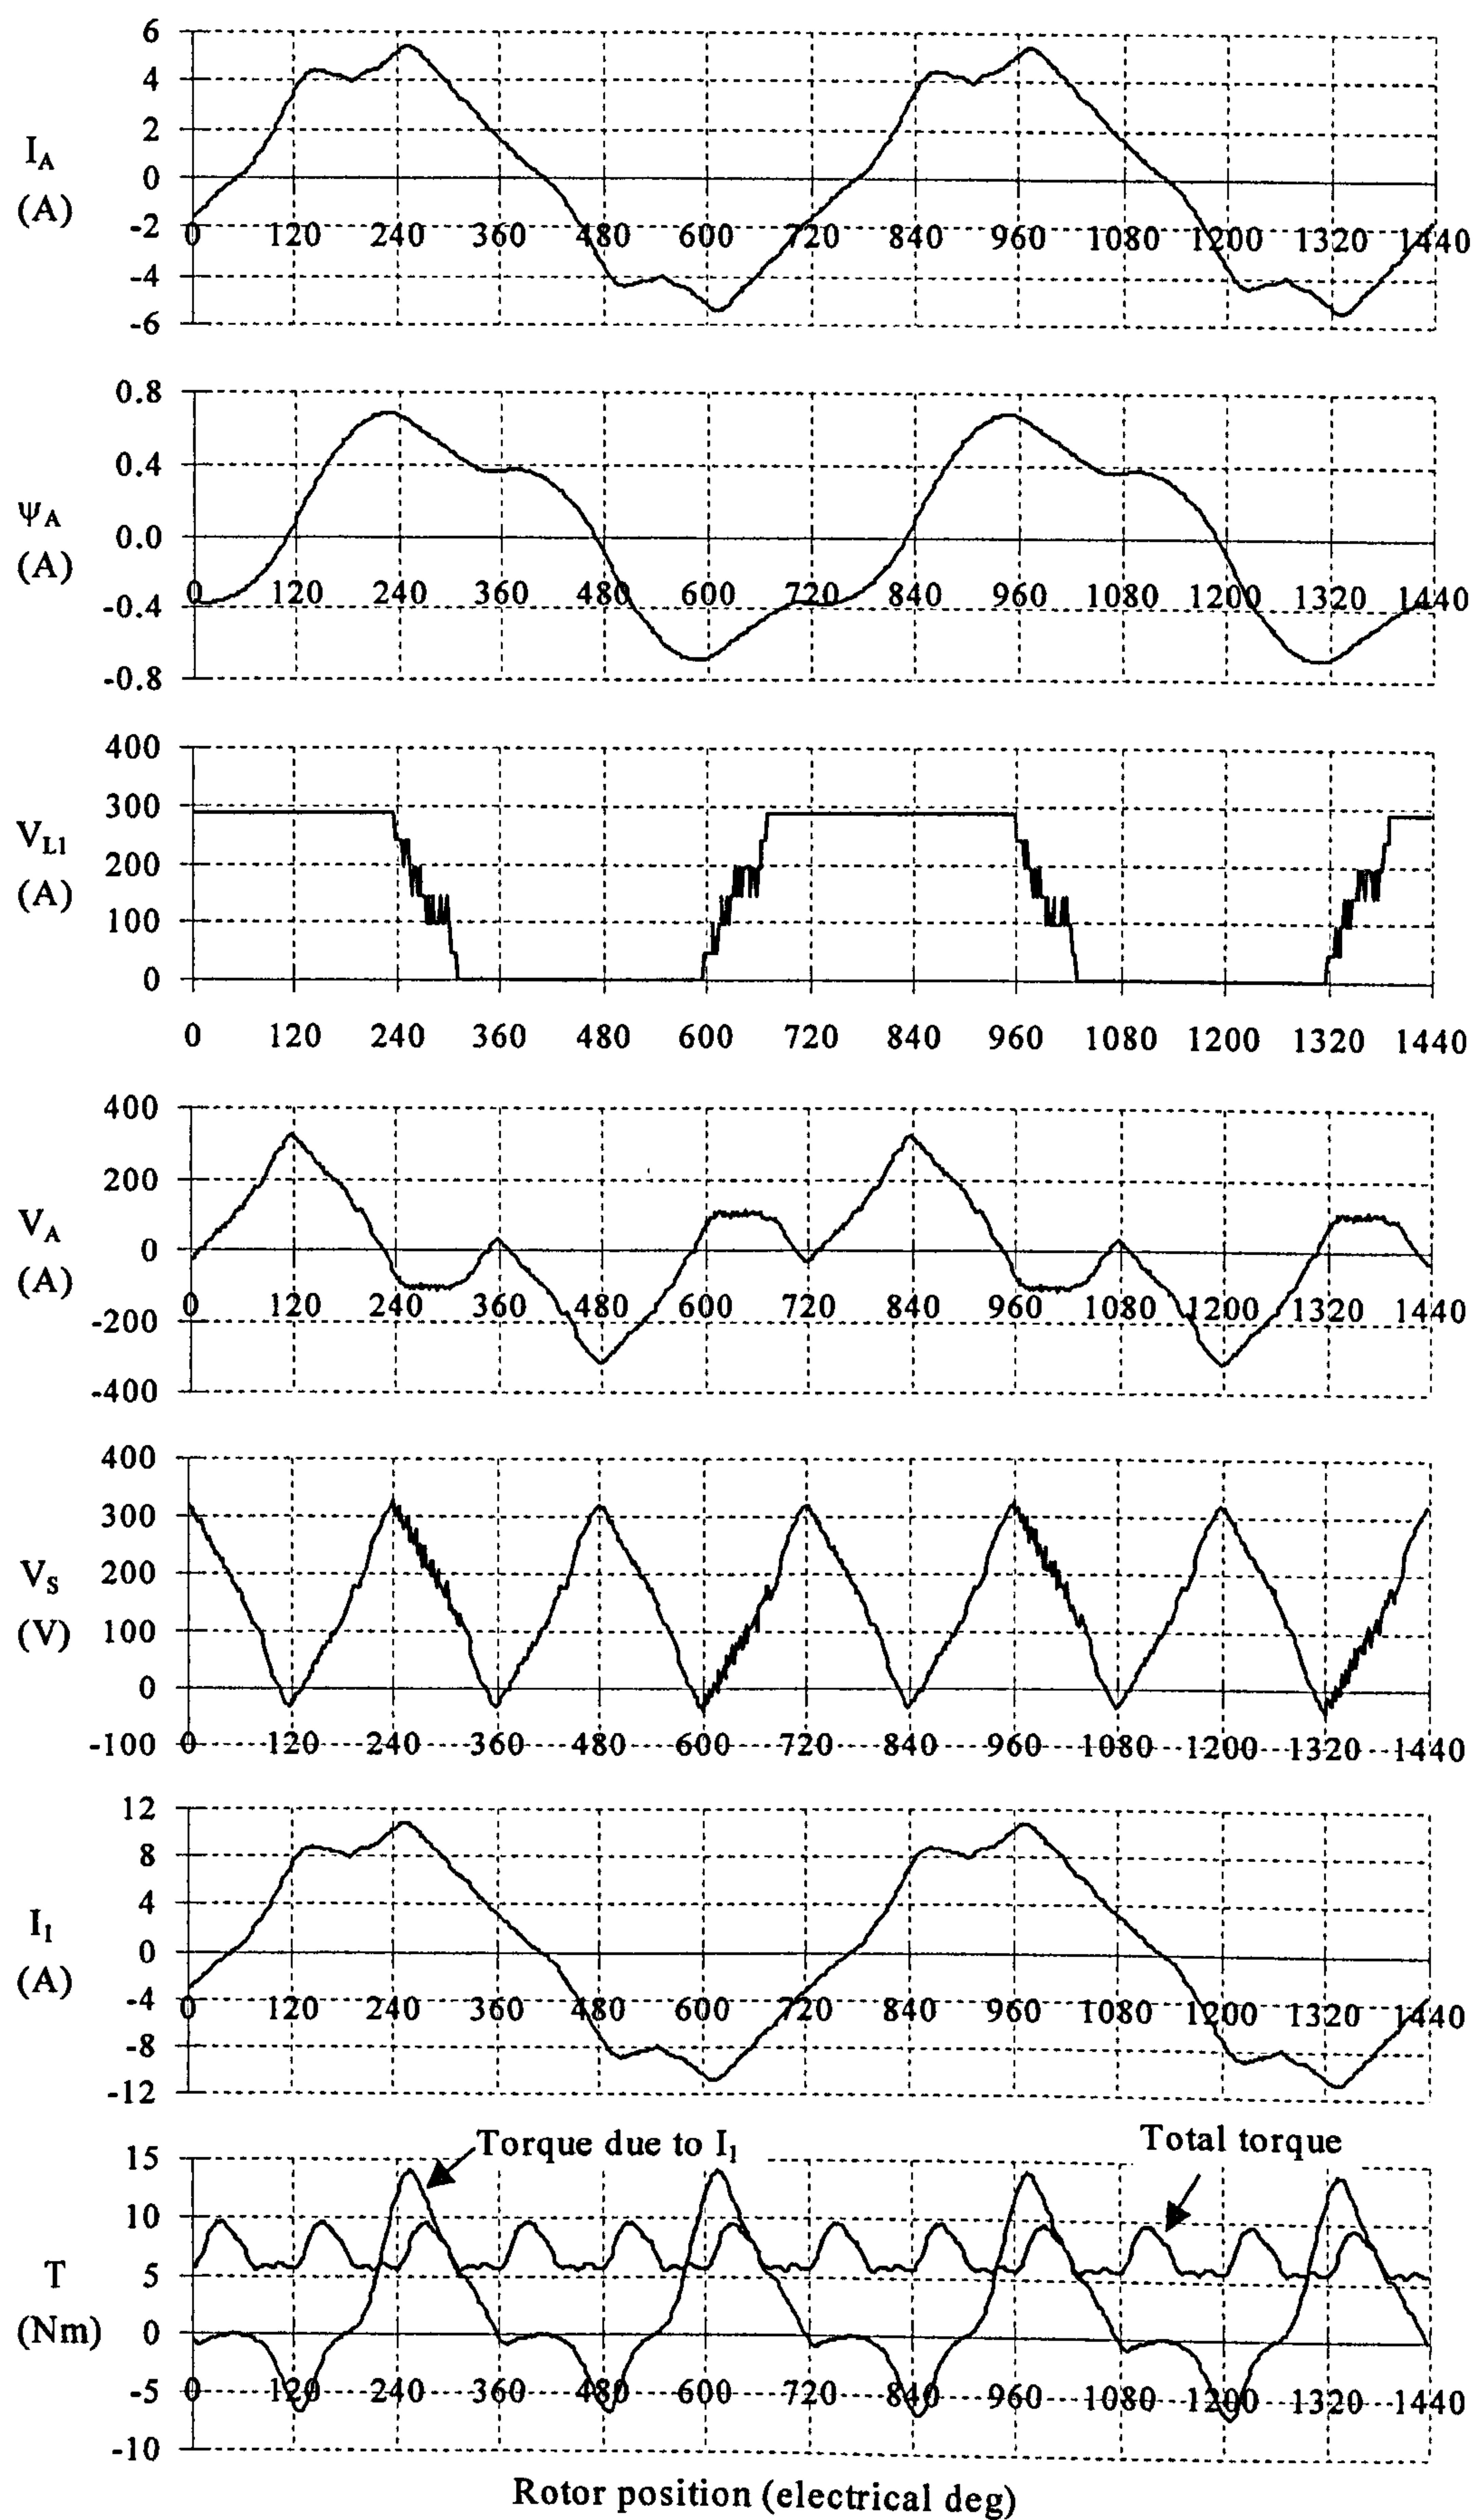 6
4
2
0
-2
-4
-6
I_A
(A)
0 120 240 360 480 600 720 840 960 1080 1200 1320 1440
0.8
0.4
0.0
-0.4
-0.8
ψ_A
(A)
0 120 240 360 480 600 720 840 960 1080 1200 1320 1440
400
300
200
100
0
V_L1
(A)
0 120 240 360 480 600 720 840 960 1080 1200 1320 1440
400
200
0
-200
-400
V_A
(A)
0 120 240 360 480 600 720 840 960 1080 1200 1320 1440
400
300
200
100
0
-100
V_S
(V)
0 120 240 360 480 600 720 840 960 1080 1200 1320 1440
12
8
4
0
-4
-8
-12
I_1
(A)
0 120 240 360 480 600 720 840 960 1080 1200 1320 1440
Torque due to I_1
Total torque
15
10
5
0
-5
-10
T
(Nm)
0 120 240 360 480 600 720 840 960 1080 1200 1320 1440
Rotor position (electrical deg)